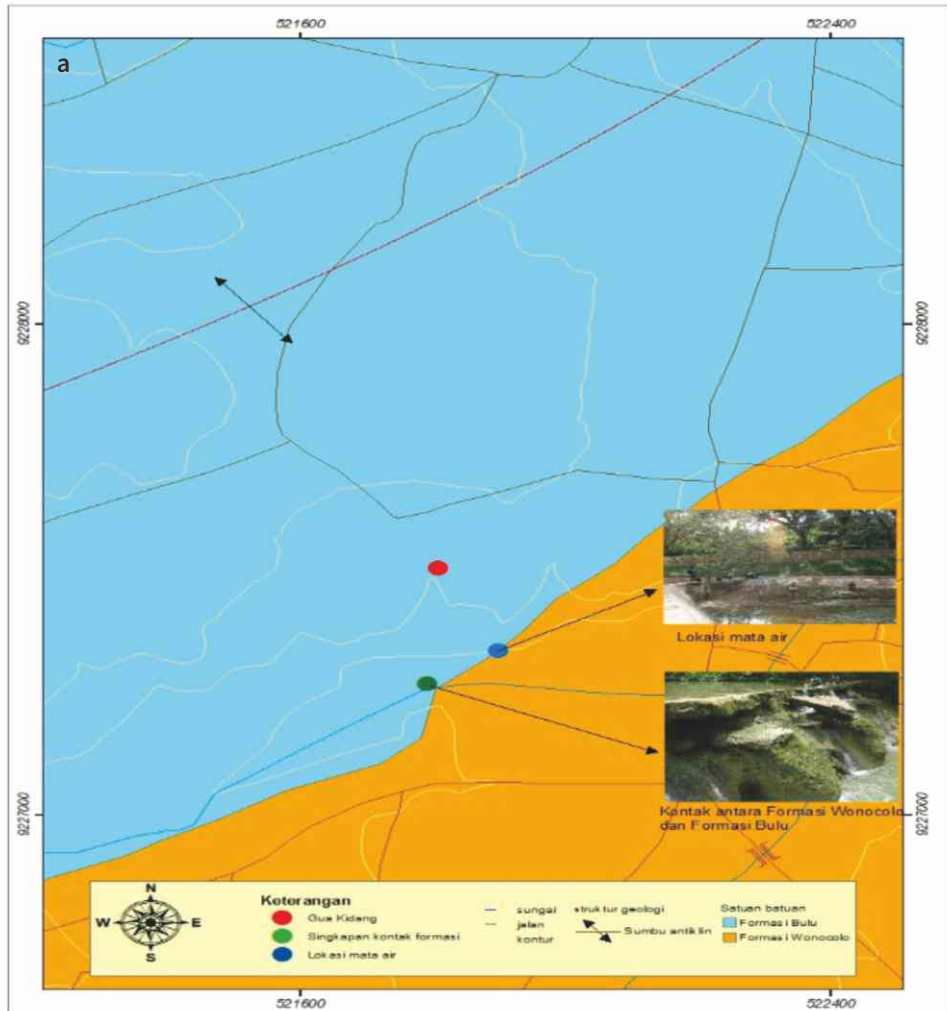 521600 522400
a
9228000 9228000
Lokasi mata air
9227000 9227000
Kontak antara Formasi Wonocolo
dan Formasi Bulu
N
W E
S
Keterangan
Gua Kidang
Singkapan kontak formasi
Lokasi mata air
sungai
jalan
kontur
struktur geologi
Sumbu antiklin
Satuan batuan
Formasi Bulu
Formasi Wonocolo
521600 522400